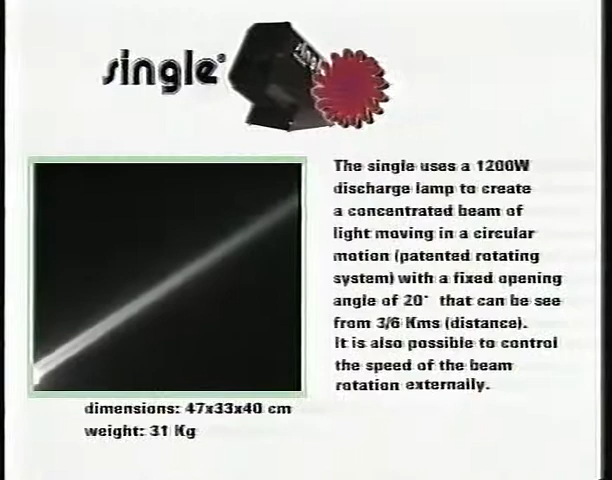 single®
single
The single uses a 1200W
discharge lamp to create
a concentrated beam of
light moving in a circular
motion (patented rotating
system) with a fixed opening
angle of 20° that can be see
from 3/6 Kms (distance).
It is also possible to control
the speed of the beam
rotation externally.
dimensions: 47x33x40 cm
weight: 31 Kg